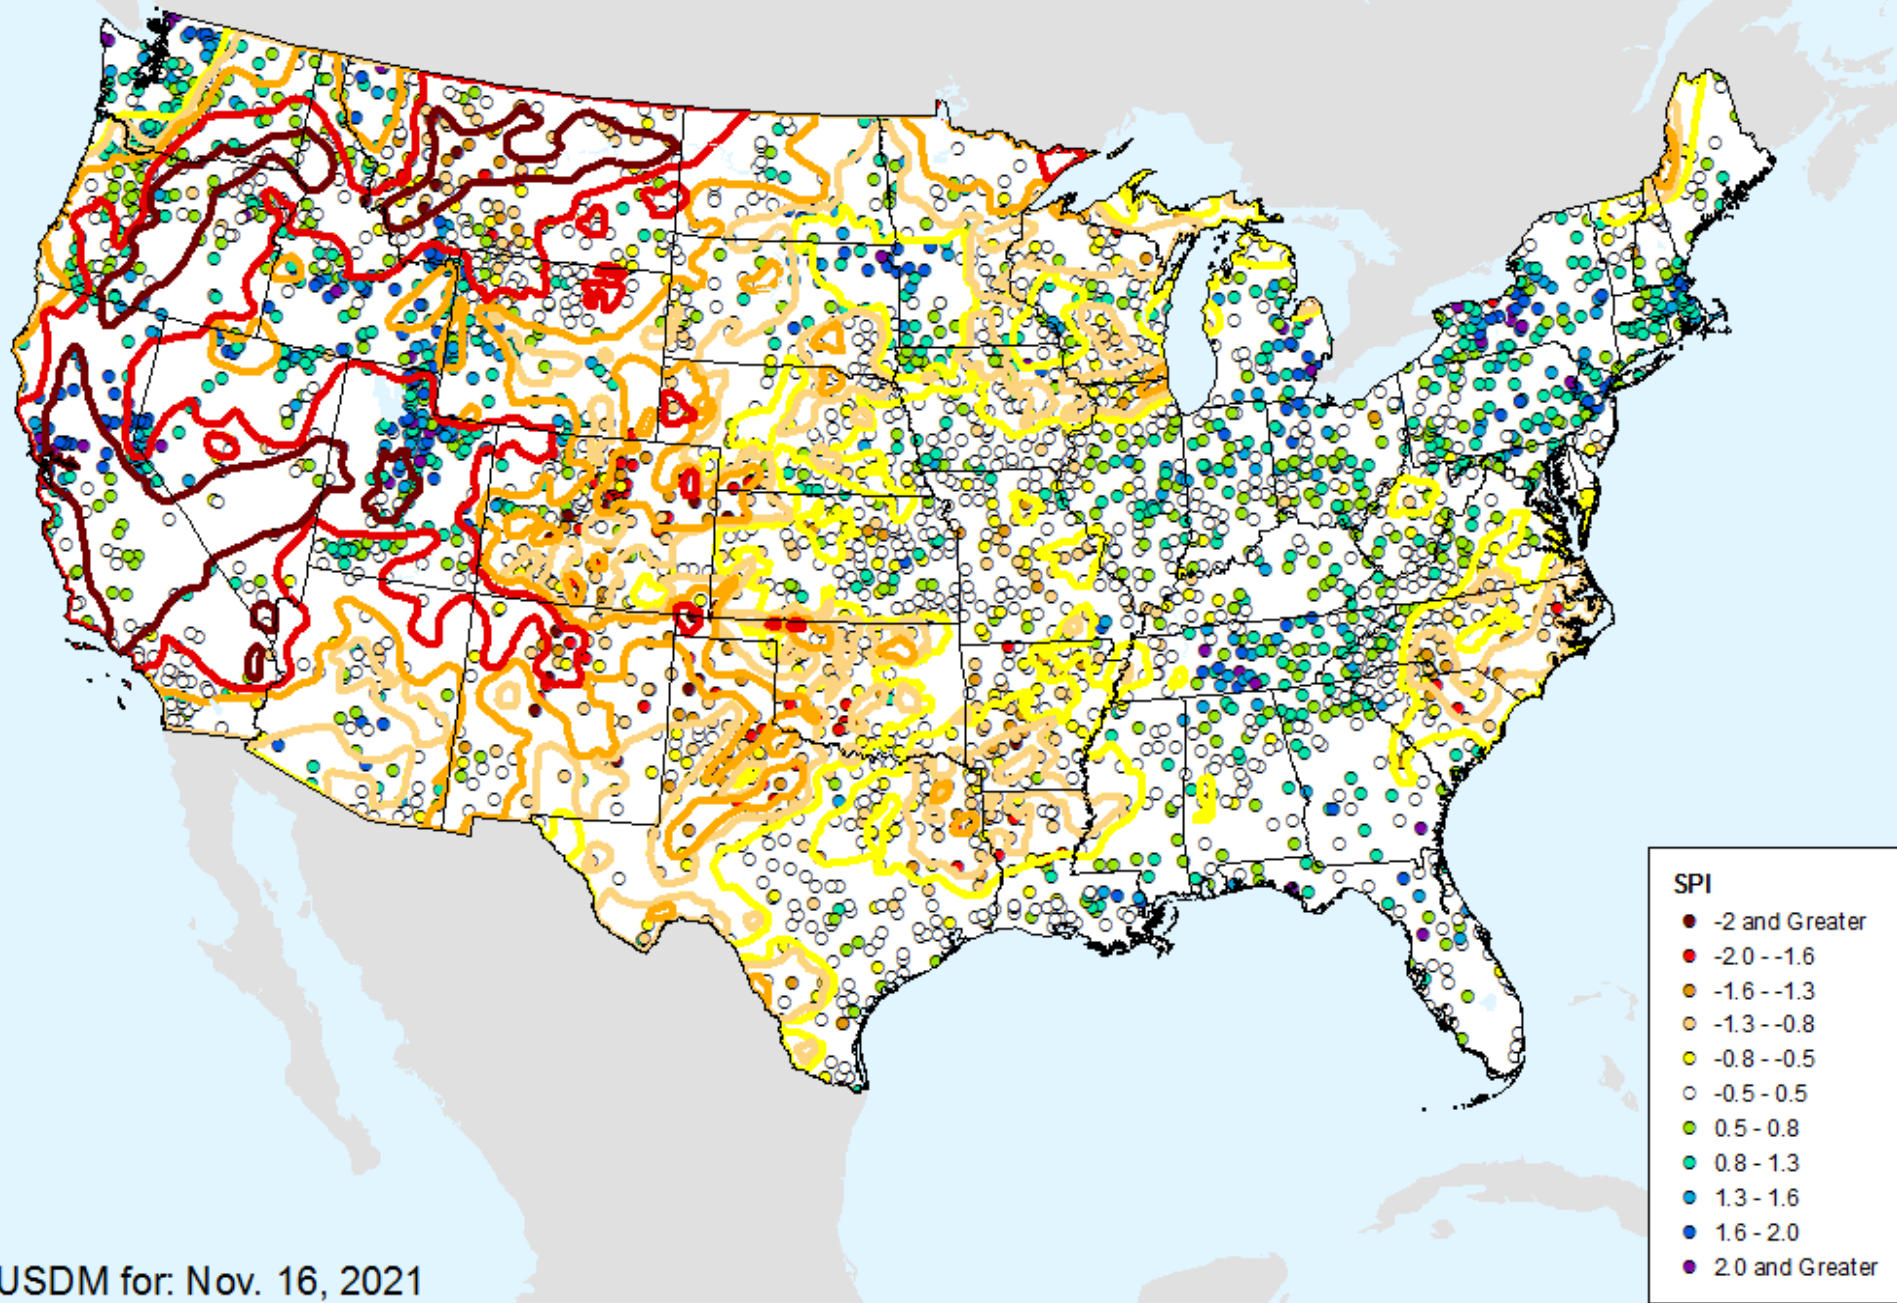 SPI
-2 and Greater
-2.0 - -1.6
-1.6 - -1.3
-1.3 - -0.8
-0.8 - -0.5
-0.5 - 0.5
0.5 - 0.8
0.8 - 1.3
1.3 - 1.6
1.6 - 2.0
2.0 and Greater
USDM for: Nov. 16, 2021